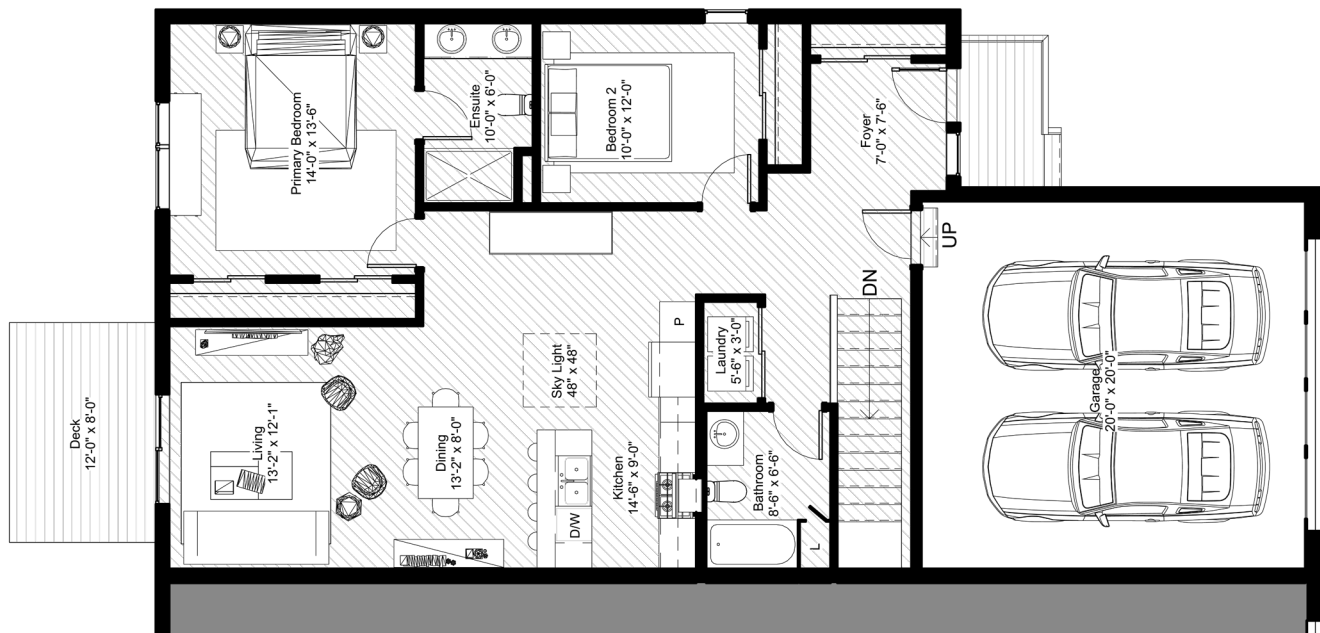 Primary Bedroom
14'-0" x 13'-6"
Ensuite
10'-0" x 6'-0"
Bedroom 2
10'-0" x 12'-0"
Foyer
7'-0" x 7'-6"
UP
DN
Deck
12'-0" x 8'-0"
Living
13'-2" x 12'-1"
Dining
13'-2" x 8'-0"
Sky Light
48" x 48"
P
Laundry
5'-6" x 3'-0"
Kitchen
14'-6" x 9'-0"
D/W
Bathroom
8'-6" x 6'-6"
L
Garage
20'-0" x 20'-0"